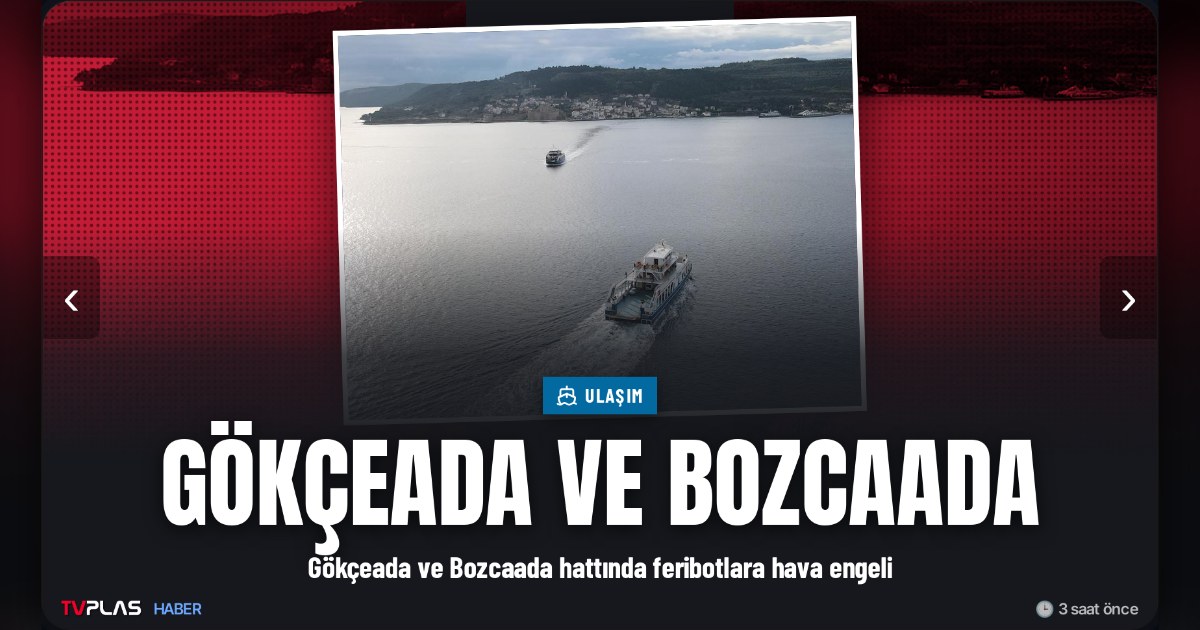 ULAŞIM
GÖKÇEADA VE BOZCAADA
Gökçeada ve Bozcaada hattında feribotlara hava engeli
TVPLAS HABER
3 saat önce